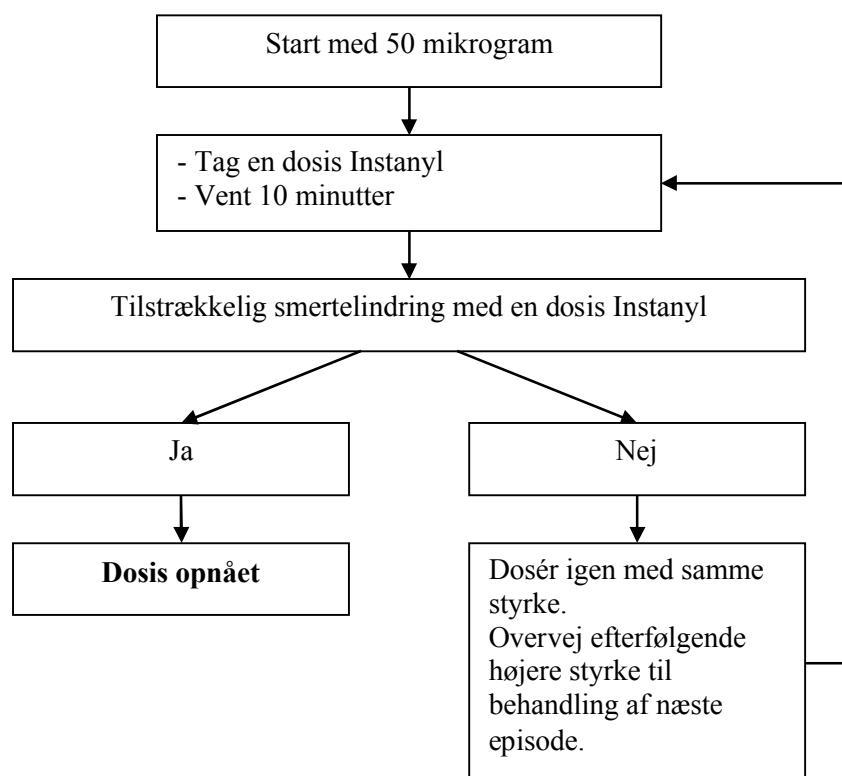 Start med 50 mikrogram
- Tag en dosis Instanyl
- Vent 10 minutter
Tilstrækkelig smertelindring med en dosis Instanyl
Ja
Nej
Dosis opnået
Dosér igen med samme
styrke.
Overvej efterfølgende
højere styrke til
behandling af næste
episode.